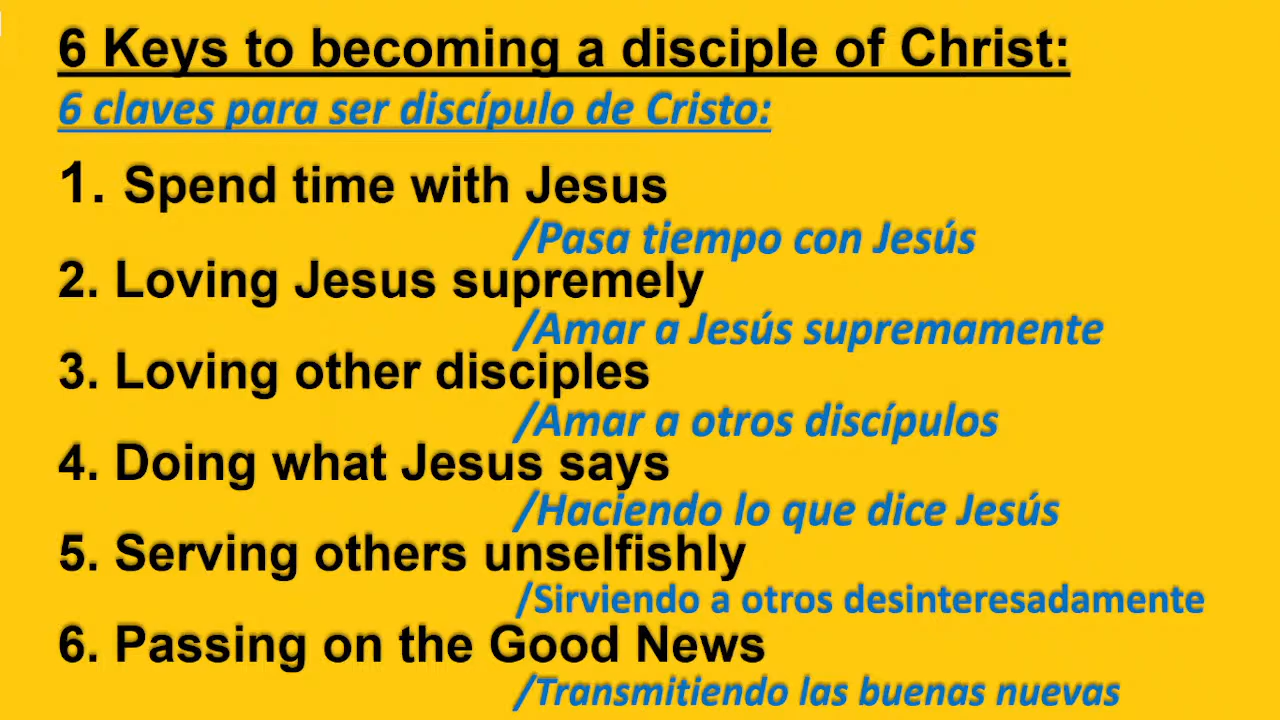 6 Keys to becoming a disciple of Christ:
6 claves para ser discípulo de Cristo:
1. Spend time with Jesus
/Pasa tiempo con Jesús
2. Loving Jesus supremely
/Amar a Jesús supremamente
3. Loving other disciples
/Amar a otros discípulos
4. Doing what Jesus says
/Haciendo lo que dice Jesús
5. Serving others unselfishly
/Sirviendo a otros desinteresadamente
6. Passing on the Good News
/Transmitiendo las buenas nuevas